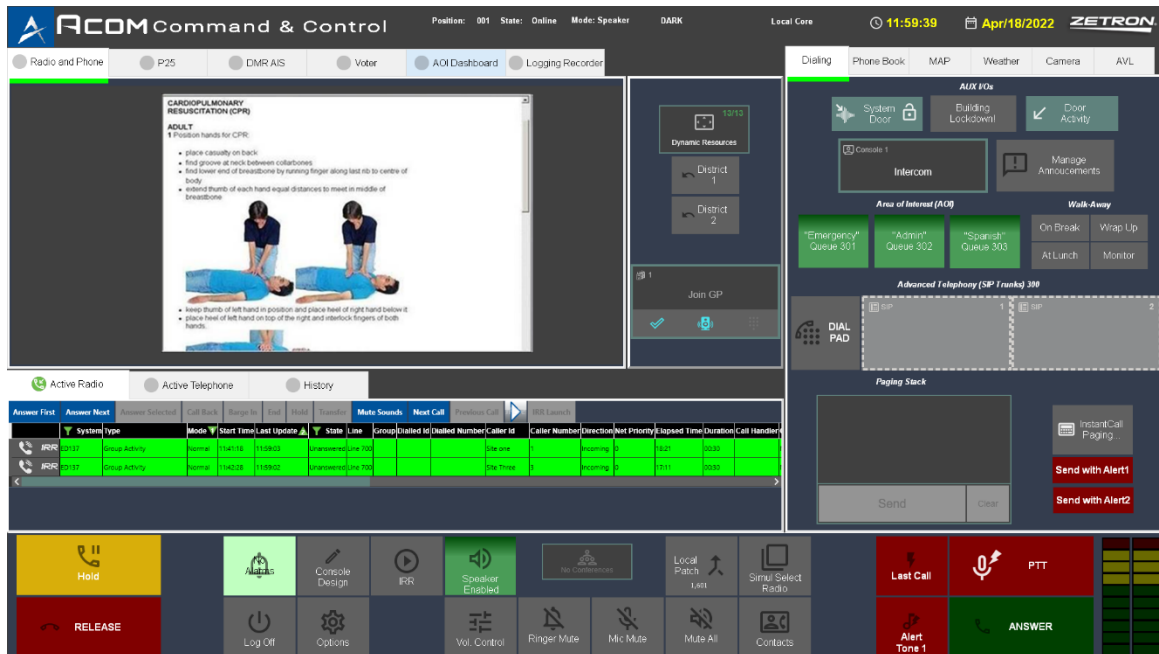 ACOM Command & Control
Position: 001 State: Online Mode: Speaker DARK Local Core 11:59:39 Apr/18/2022 ZETRON
Radio and Phone P25 DMR AIS Voter AOI Dashboard Logging Recorder
CARDIOPULMONARY
RESUSCITATION (CPR)
ADULT
1 Position hands for CPR:
place casualty on back
find groove at neck between collarbones
find lower end of breastbone by running finger along last rib to centre of
body
extend thumb of each hand equal distances to meet in middle of
breastbone
keep thumb of left hand in position and place heel of right hand below it
place heel of left hand on top of the right and interlock fingers of both
hands.
13/13
Dynamic Resources
District
1
District
2
1
Join GP
Dialing Phone Book MAP Weather Camera AVL
AUX I/Os
System
Door
Building
Lockdown!
Door
Activity
Console 1
Intercom
Manage
Annoucements
Area of Interest (AOI) Walk-Away
"Emergency"
Queue 301
"Admin"
Queue 302
"Spanish"
Queue 303
On Break Wrap Up
At Lunch Monitor
Advanced Telephony (SIP Trunks) 300
DIAL
PAD
SIP 1
SIP 2
Paging Stack
InstantCall
Paging...
Send with Alert1
Send with Alert2
Send Clear
Active Radio Active Telephone History
Answer First Answer Next Answer Selected Call Back Barge In End Hold Transfer Mute Sounds Next Call Previous Call IRR Launch
System Type Mode Start Time Last Update State Line Group Dialled Id Dialled Number Caller Id Caller Number Direction Net Priority Elapsed Time Duration Call Handler
IRR ED137 Group Activity Normal 11:41:18 11:59:03 Unanswered Line 700 Site one 1 Incoming 0 18:21 00:30
IRR ED137 Group Activity Normal 11:42:28 11:59:02 Unanswered Line 700 Site Three 3 Incoming 0 17:11 00:30
Hold
Alarms
Console
Design
IRR
Speaker
Enabled
No Conferences
Local
Patch
1,601
Simul Select
Radio
Last Call
PTT
RELEASE
Log Off
Options
Vol. Control
Ringer Mute
Mic Mute
Mute All
Contacts
Alert
Tone 1
ANSWER